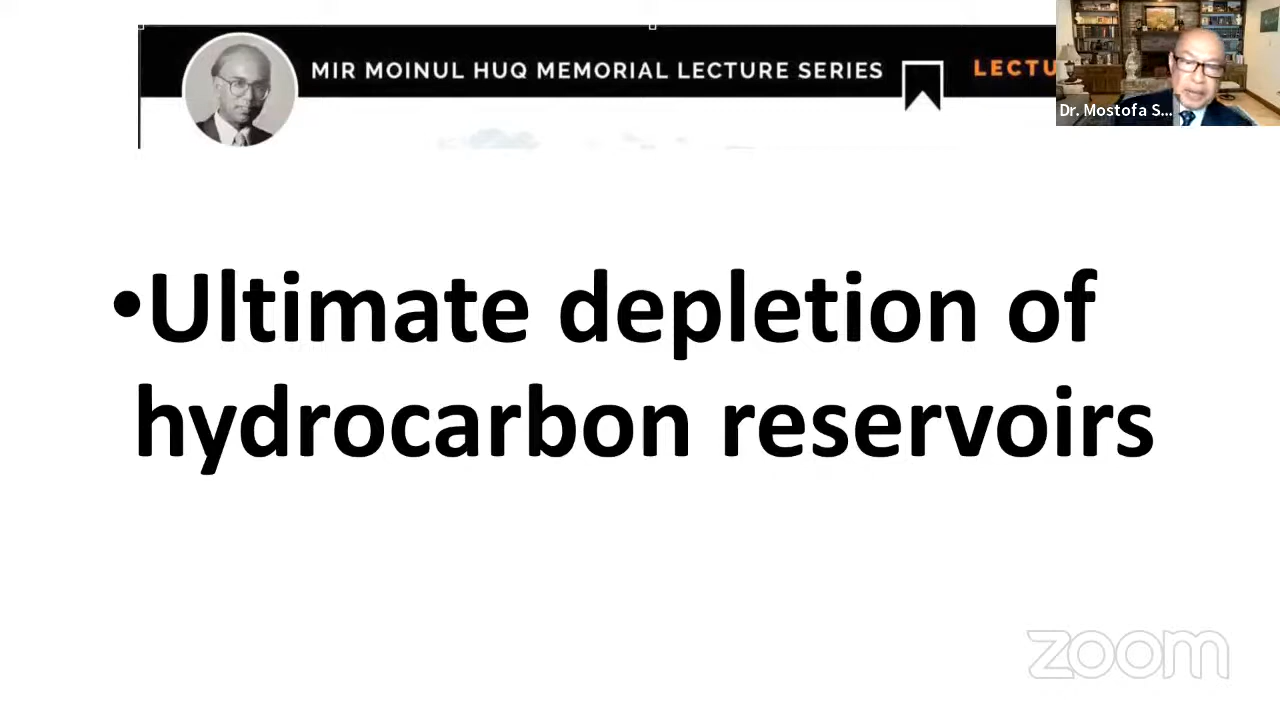 MIR MOINUL HUQ MEMORIAL LECTURE SERIES
LECTU
Dr. Mostofa S...
•Ultimate depletion of
hydrocarbon reservoirs
zoom